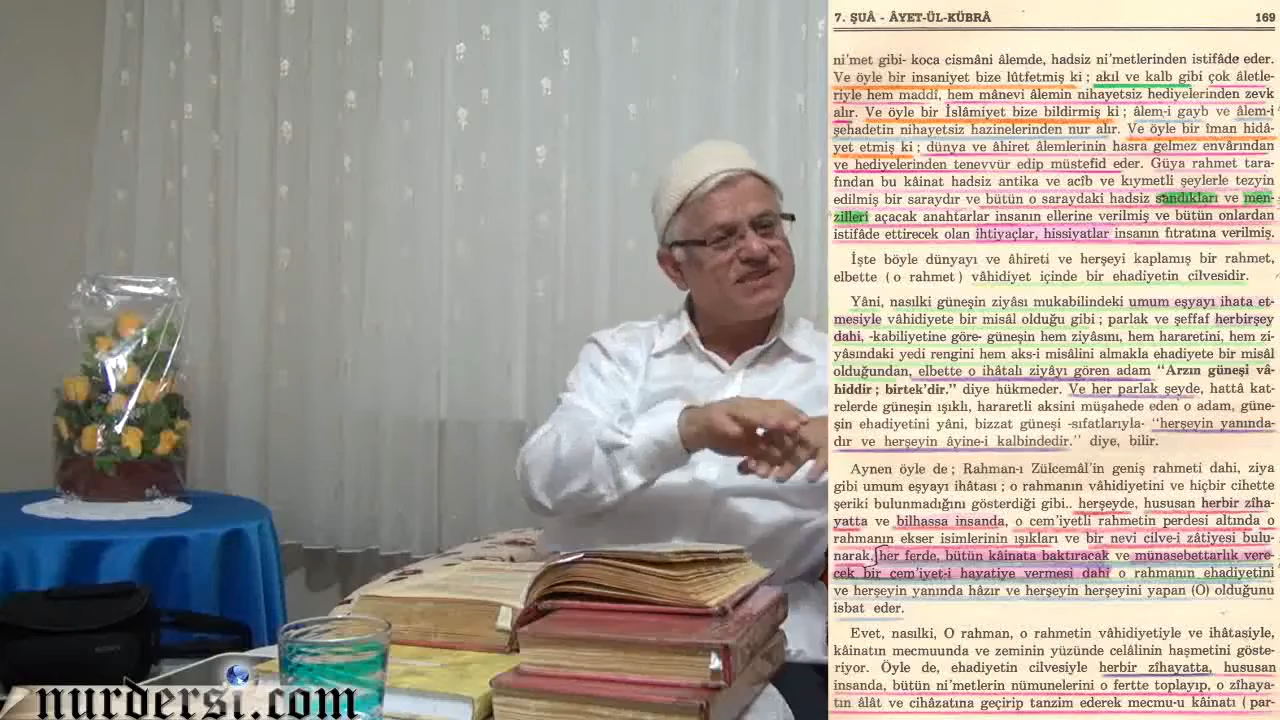 7. ŞUÂ - ÂYET-ÜL-KÜBRÂ 169
ni'met gibi- koca cismâni âlemde, hadsiz ni'metlerinden istifâde eder.
Ve öyle bir insaniyet bize lûtfetmiş ki ; akıl ve kalb gibi çok âletle-
riyle hem maddî, hem mânevi âlemin nihayetsiz hediyelerinden zevk
alır. Ve öyle bir İslâmiyet bize bildirmiş ki ; âlem-i gayb ve âlem-i
şehadetin nihayetsiz hazinelerinden nur alır. Ve öyle bir îman hidâ-
yet etmiş ki ; dünya ve âhiret âlemlerinin hasra gelmez envârından
ve hediyelerinden tenevvür edip müstefid eder. Gûya rahmet tara-
fından bu kâinat hadsiz antika ve acîb ve kıymetli şeylerle tezyin
edilmiş bir saraydır ve bütün o saraydaki hadsiz sandıkları ve men-
zilleri açacak anahtarlar insanın ellerine verilmiş ve bütün onlardan
istifâde ettirecek olan ihtiyaçlar, hissiyatlar insanın fıtratına verilmiş.
İşte böyle dünyayı ve âhireti ve herşeyi kaplamış bir rahmet,
elbette ( o rahmet ) vâhidiyet içinde bir ehadiyetin cilvesidir.
Yâni, nasılki güneşin ziyâsı mukabilindeki umum eşyayı ihata et-
mesiyle vâhidiyete bir misâl olduğu gibi ; parlak ve şeffaf herbirşey
dahi, -kabiliyetine göre- güneşin hem ziyâsını, hem hararetini, hem zi-
yâsındaki yedi rengini hem aks-i misâlini almakla ehadiyete bir misâl
olduğundan, elbette o ihâtalı ziyâyı gören adam "Arzın güneşi vâ-
hiddir ; birtek'dir." diye hükmeder. Ve her parlak şeyde, hattâ kat-
relerde güneşin ışıklı, hararetli aksini müşahede eden o adam, güne-
şin ehadiyetini yâni, bizzat güneşi -sıfatlarıyla- herşeyin yanında-
dır ve herşeyin âyine-i kalbindedir." diye, bilir.
Aynen öyle de ; Rahman-ı Zülcemâl'in geniş rahmeti dahi, ziya
gibi umum eşyayı ihâtası ; o rahmanın vâhidiyetini ve hiçbir cihette
şeriki bulunmadığını gösterdiği gibi.. herşeyde, hususan herbir zîha-
yatta ve bilhassa insanda, o cem'iyetli rahmetin perdesi altında o
rahmanın ekser isimlerinin ışıkları ve bir nevi cilve-i zâtiyesi bulu-
narak, her ferde, bütün kâinata baktıracak ve münasebettarlık vere-
cek bir cem'iyet-i hayatiye vermesi dahi o rahmanın ehadiyetini
ve herşeyin yanında hâzır ve herşeyin herşeyini yapan (O) olduğunu
isbat eder.
Evet, nasılki, O rahman, o rahmetin vâhidiyetiyle ve ihâtasiyle,
kâinatın mecmuunda ve zeminin yüzünde celâlinin haşmetini göste-
riyor. Öyle de, ehadiyetin cilvesiyle herbir zîhayatta, hususan
insanda, bütün ni'metlerin nümunelerini o fertte toplayıp, o zîhaya-
tın âlât ve cihâzatına geçirip tanzim ederek mecmu-u kâinatı ( par-
nurdersi.com